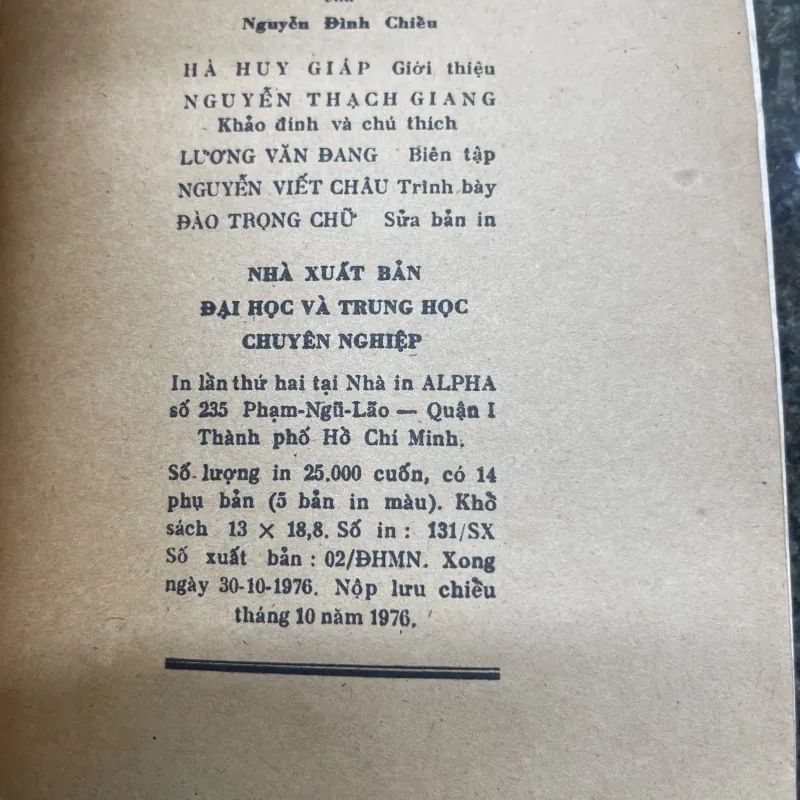 của
Nguyễn Đình Chiều
HÀ HUY GIÁP Giới thiệu
NGUYỄN THẠCH GIANG
Khảo đính và chú thích
LƯƠNG VĂN ĐANG Biên tập
NGUYỄN VIẾT CHÂU Trình bày
ĐÀO TRỌNG CHỮ Sửa bản in
NHÀ XUẤT BẢN
ĐẠI HỌC VÀ TRUNG HỌC
CHUYÊN NGHIỆP
In lần thứ hai tại Nhà in ALPHA
số 235 Phạm-Ngũ-Lão — Quận I
Thành phố Hồ Chí Minh.
Số lượng in 25.000 cuốn, có 14
phụ bản (5 bản in màu). Khổ
sách 13 × 18,8. Số in : 131/SX
Số xuất bản : 02/ĐHMN. Xong
ngày 30-10-1976. Nộp lưu chiều
tháng 10 năm 1976.